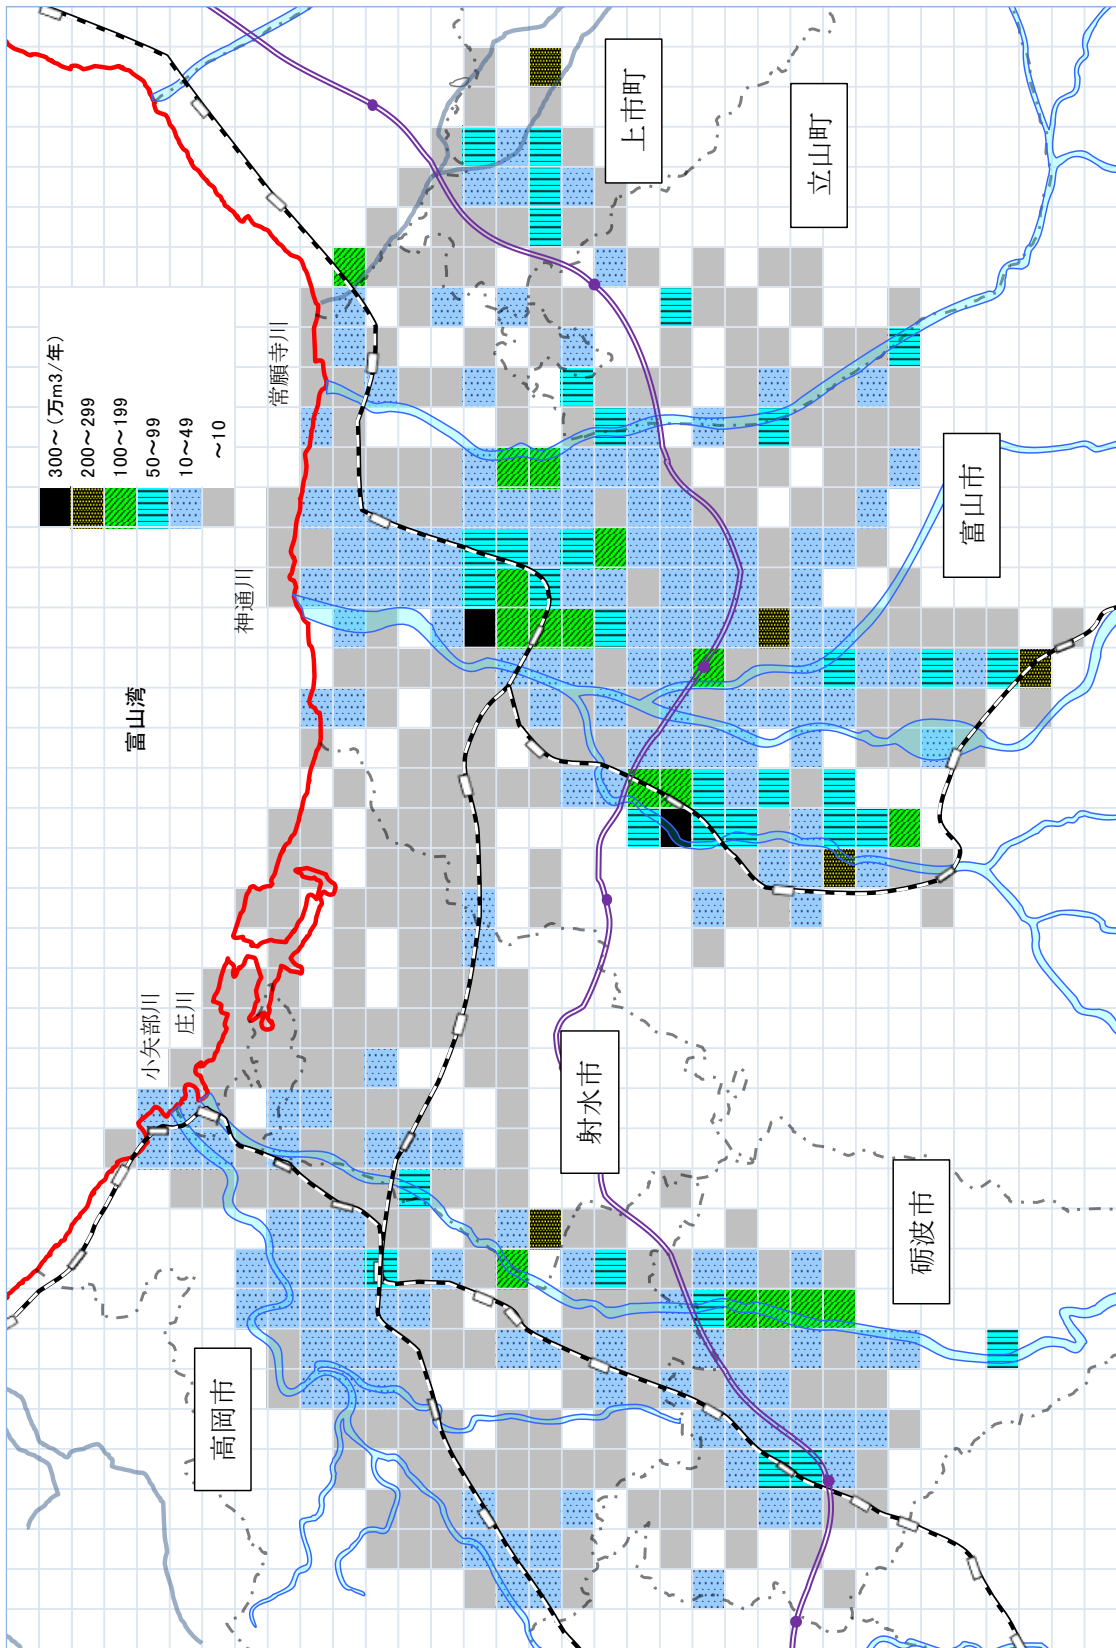 300～(万m3/年)
200～299
100～199
50～99
10～49
～10
富山湾
小矢部川
庄川
神通川
常願寺川
高岡市
射水市
砺波市
富山市
立山町
上市町